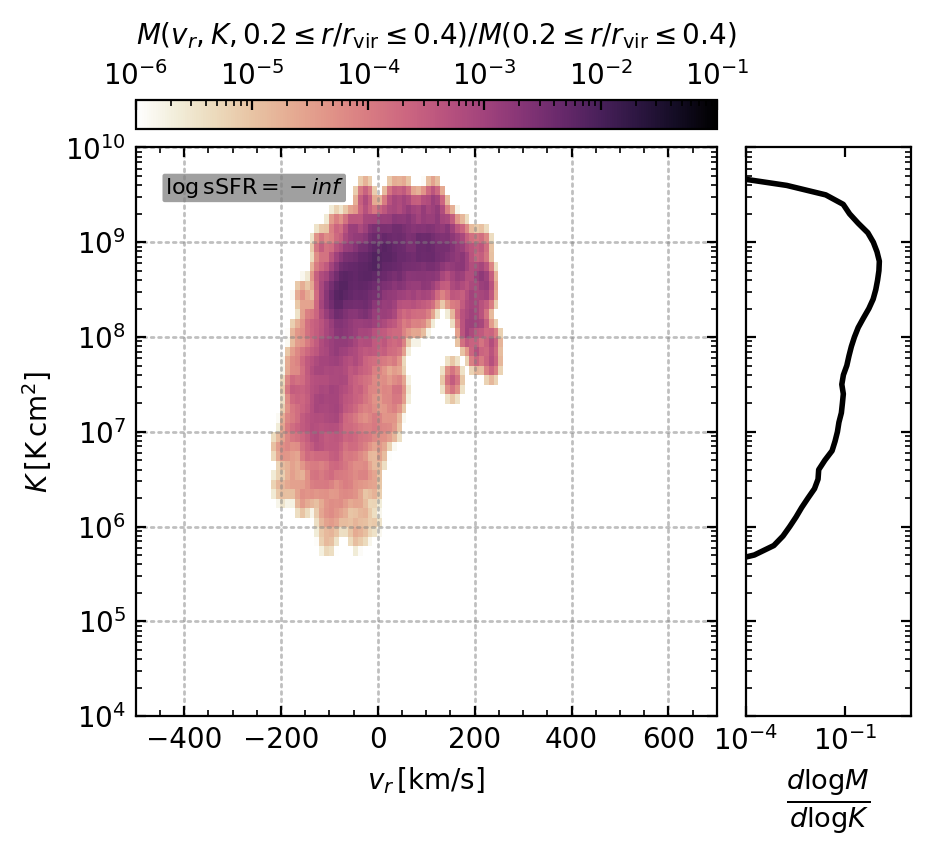 M(v_r, K, 0.2 ≤ r/r_vir ≤ 0.4)/M(0.2 ≤ r/r_vir ≤ 0.4)
10^−6 10^−5 10^−4 10^−3 10^−2 10^−1
10^10
log sSFR = −inf
10^9
10^8
K [K cm^2]
10^7
10^6
10^5
10^4
−400 −200 0 200 400 600
10^−4 10^−1
v_r [km/s]
dlogM
dlogK